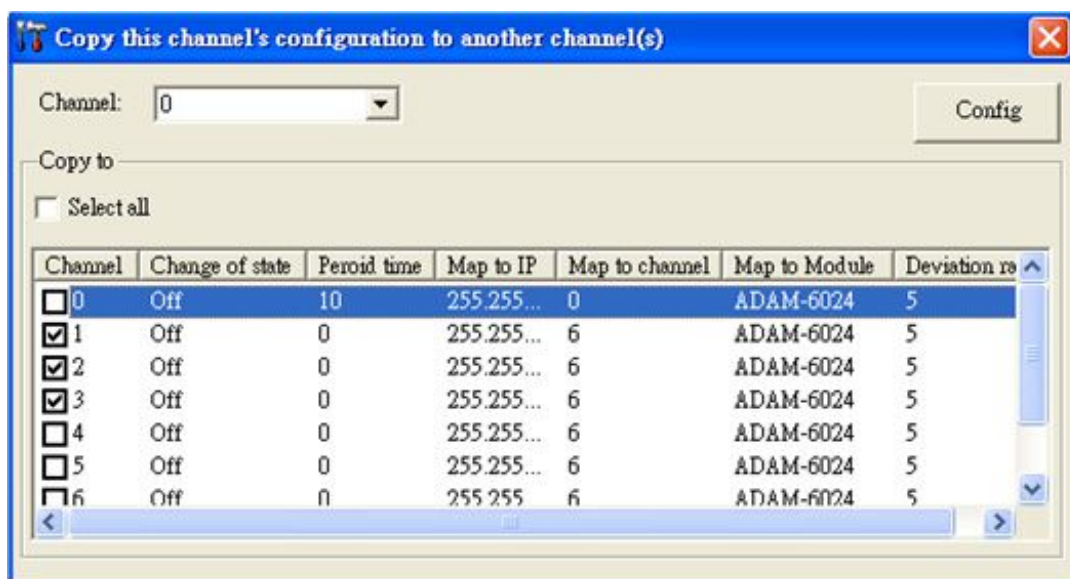 Copy this channel's configuration to another channel(s)
Channel: 0 Config
Copy to
Select all
Channel Change of state Peroid time Map to IP Map to channel Map to Module Deviation ra
0 Off 10 255.255... 0 ADAM-6024 5
1 Off 0 255.255... 6 ADAM-6024 5
2 Off 0 255.255... 6 ADAM-6024 5
3 Off 0 255.255... 6 ADAM-6024 5
4 Off 0 255.255... 6 ADAM-6024 5
5 Off 0 255.255... 6 ADAM-6024 5
6 Off 0 255.255 6 ADAM-6024 5